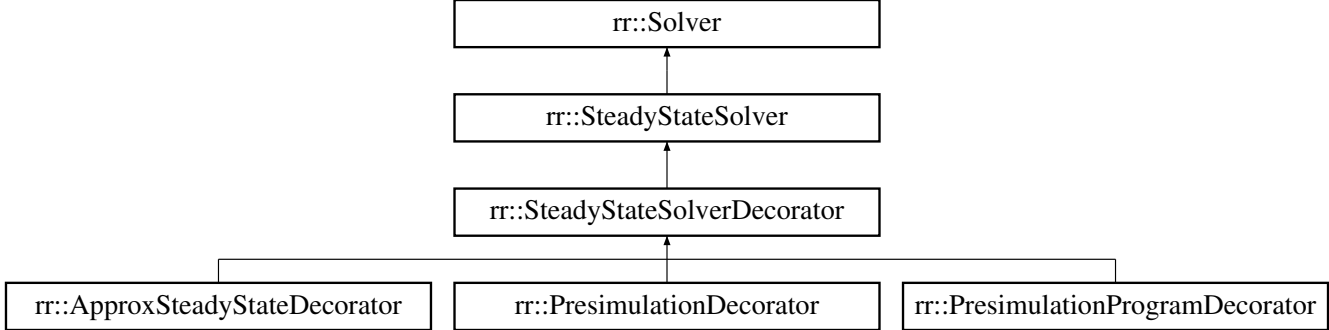 rr::Solver
rr::SteadyStateSolver
rr::SteadyStateSolverDecorator
rr::ApproxSteadyStateDecorator
rr::PresimulationDecorator
rr::PresimulationProgramDecorator